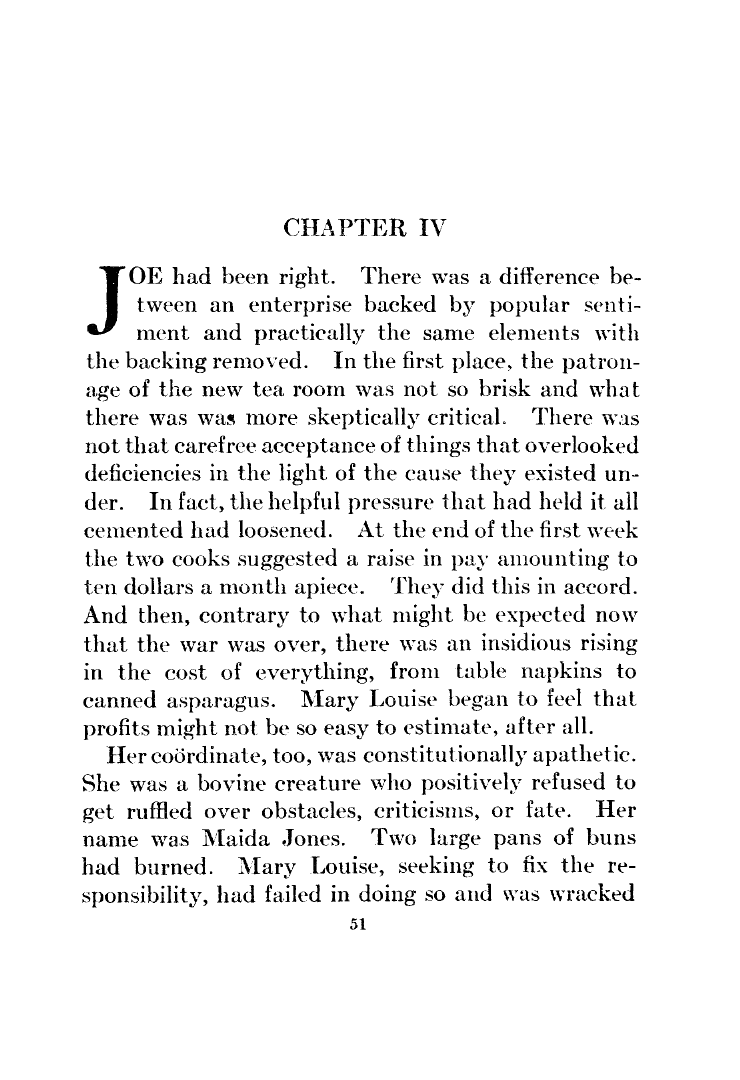 CHAPTER IV
JOE had been right. There was a difference be-
tween an enterprise backed by popular senti-
ment and practically the same elements with
the backing removed. In the first place, the patron-
age of the new tea room was not so brisk and what
there was was more skeptically critical. There was
not that carefree acceptance of things that overlooked
deficiencies in the light of the cause they existed un-
der. In fact, the helpful pressure that had held it all
cemented had loosened. At the end of the first week
the two cooks suggested a raise in pay amounting to
ten dollars a month apiece. They did this in accord.
And then, contrary to what might be expected now
that the war was over, there was an insidious rising
in the cost of everything, from table napkins to
canned asparagus. Mary Louise began to feel that
profits might not be so easy to estimate, after all.
Her coördinate, too, was constitutionally apathetic.
She was a bovine creature who positively refused to
get ruffled over obstacles, criticisms, or fate. Her
name was Maida Jones. Two large pans of buns
had burned. Mary Louise, seeking to fix the re-
sponsibility, had failed in doing so and was wracked
51